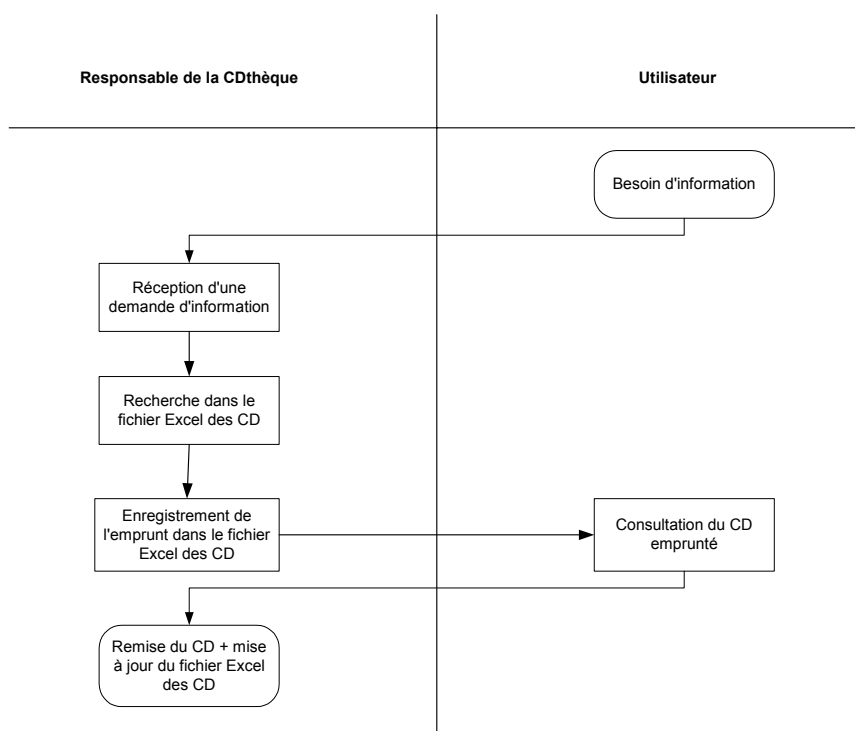 Responsable de la CDthèque
Utilisateur
Besoin d'information
Réception d'une
demande d'information
Recherche dans le
fichier Excel des CD
Enregistrement de
l'emprunt dans le fichier
Excel des CD
Consultation du CD
emprunté
Remise du CD + mise
à jour du fichier Excel
des CD